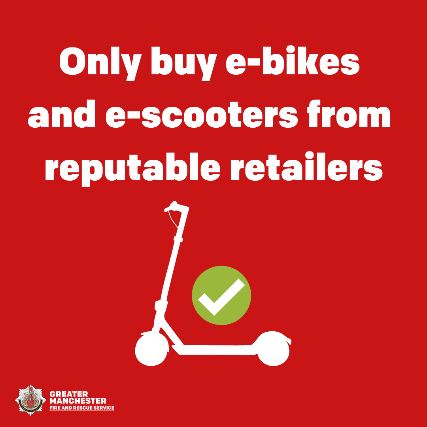 Only buy e-bikes
and e-scooters from
reputable retailers
GREATER
MANCHESTER
FIRE AND RESCUE SERVICE